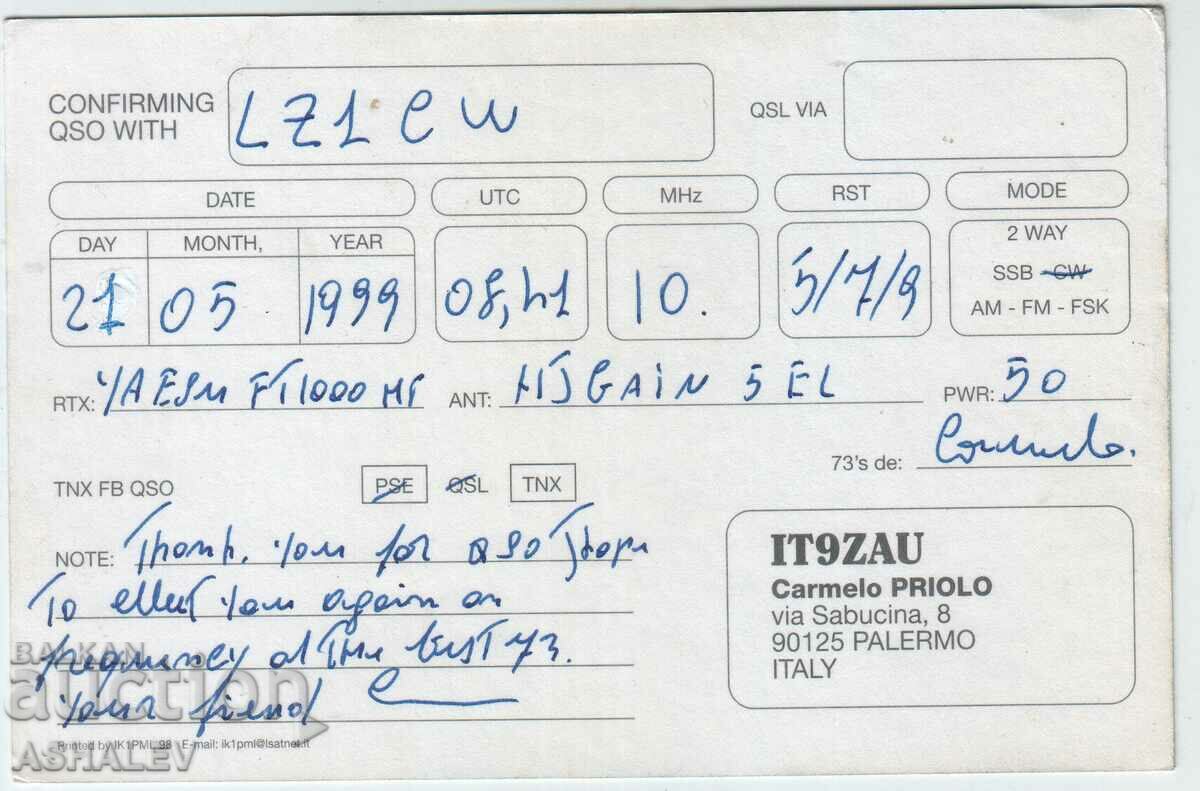 CONFIRMING
QSO WITH
LZ1CW
QSL VIA
DATE UTC MHz RST MODE
DAY MONTH, YEAR
2 WAY
SSB CW
AM - FM - FSK
21 05 1999 08,41 10. 5/7/9
RTX: YAESU FT1000 MP ANT: HYGAIN 5 EL PWR: 50
73's de: Carmelo.
TNX FB QSO PSE QSL TNX
NOTE: Thank. you for QSO I hope
To you again on
frequency at The best 73.
your fiend
IT9ZAU
Carmelo PRIOLO
via Sabucina, 8
90125 PALERMO
ITALY
Printed by IK1PML 98 E-mail: ik1pml@lsatnet.it
BALKAN
auction
ASHALEV